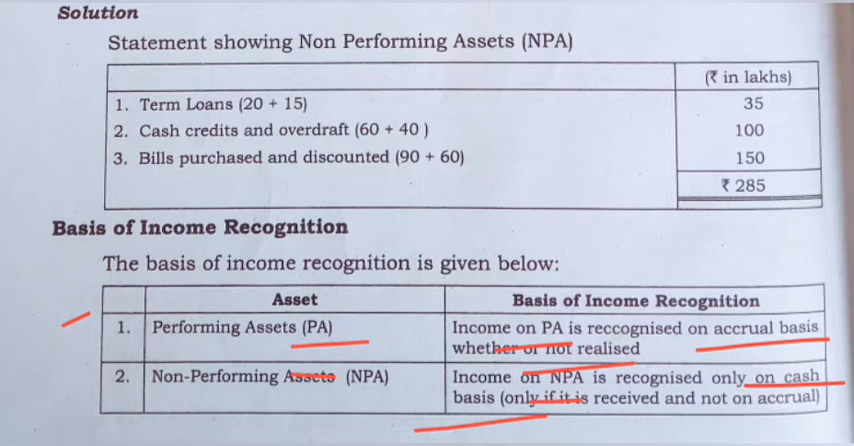 Solution
Statement showing Non Performing Assets (NPA)
(₹ in lakhs)
1. Term Loans (20 + 15) 35
2. Cash credits and overdraft (60 + 40 ) 100
3. Bills purchased and discounted (90 + 60) 150
₹ 285
Basis of Income Recognition
The basis of income recognition is given below:
Asset Basis of Income Recognition
1. Performing Assets (PA) Income on PA is reccognised on accrual basis
whether or not realised
2. Non-Performing Assets (NPA) Income on NPA is recognised only on cash
basis (only if it is received and not on accrual)